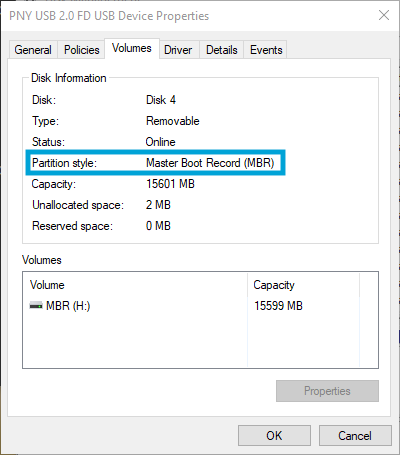 PNY USB 2.0 FD USB Device Properties
General Policies Volumes Driver Details Events
Disk Information
Disk: Disk 4
Type: Removable
Status: Online
Partition style: Master Boot Record (MBR)
Capacity: 15601 MB
Unallocated space: 2 MB
Reserved space: 0 MB
Volumes
Volume Capacity
MBR (H:) 15599 MB
Properties
OK Cancel